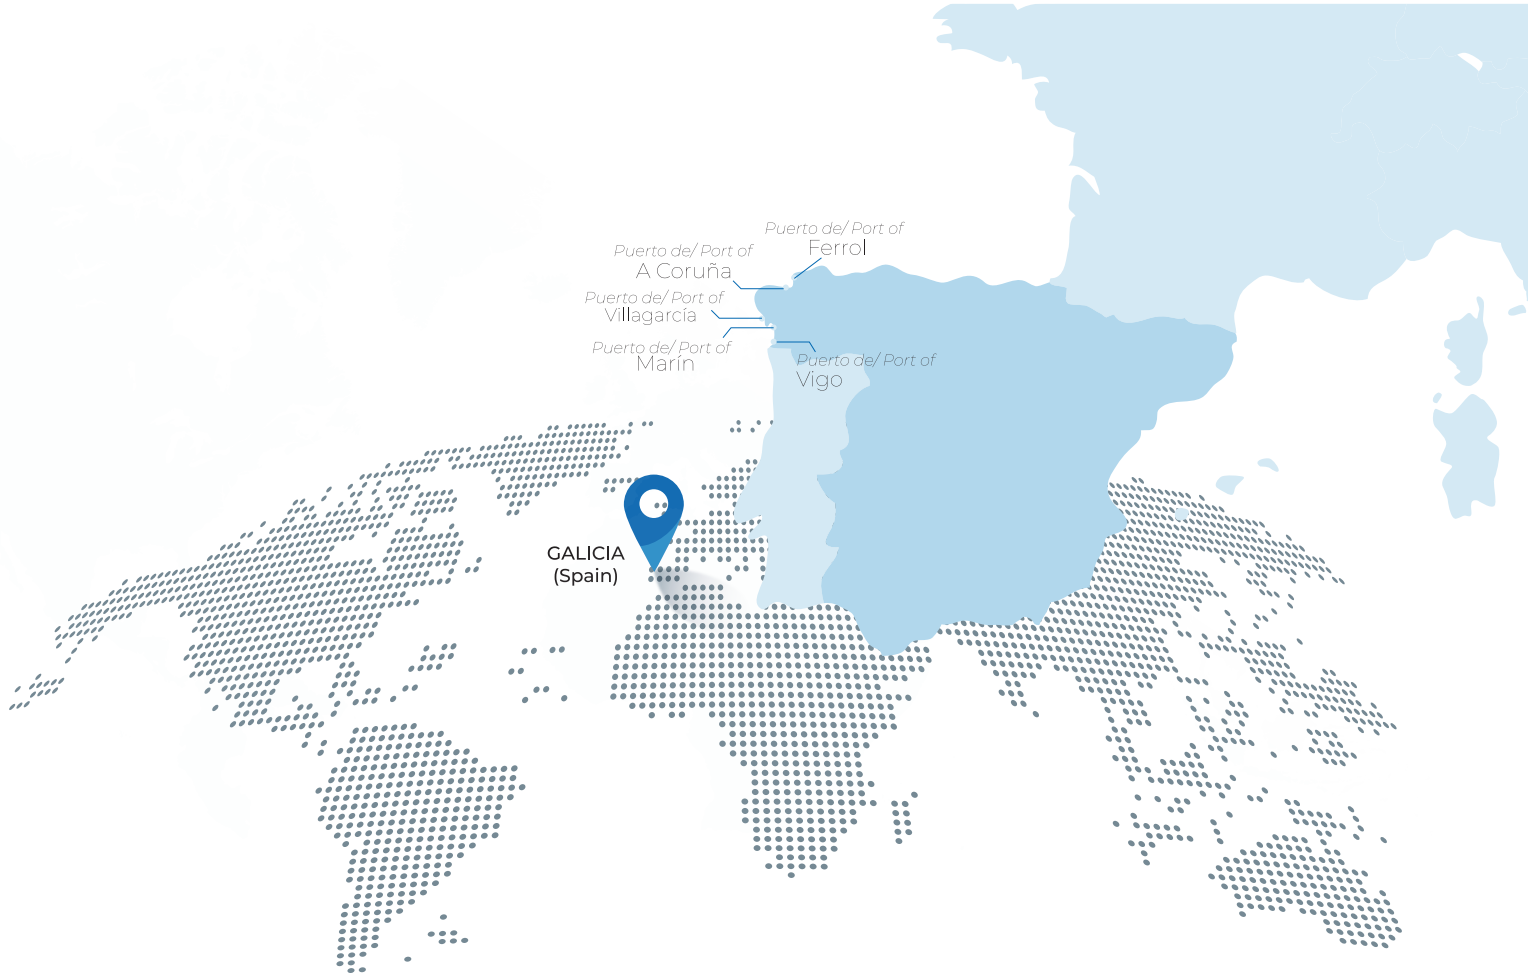 Puerto de/ Port of
Ferrol
Puerto de/ Port of
A Coruña
Puerto de/ Port of
Villagarcía
Puerto de/ Port of
Marín
Puerto de/ Port of
Vigo
GALICIA
(Spain)